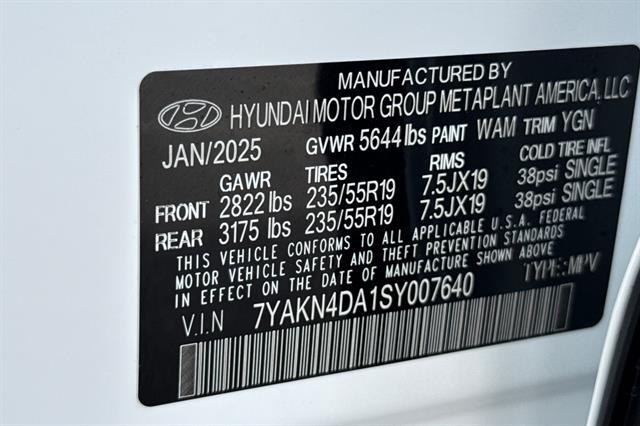 MANUFACTURED BY
HYUNDAI MOTOR GROUP METAPLANT AMERICA, LLC
JAN/2025 GVWR 5644 lbs PAINT WAM TRIM YGN
GAWR TIRES RIMS COLD TIRE INFL
FRONT 2822 lbs 235/55R19 7.5JX19 38psi SINGLE
REAR 3175 lbs 235/55R19 7.5JX19 38psi SINGLE
THIS VEHICLE CONFORMS TO ALL APPLICABLE U.S.A. FEDERAL
MOTOR VEHICLE SAFETY AND THEFT PREVENTION STANDARDS
IN EFFECT ON THE DATE OF MANUFACTURE SHOWN ABOVE
V.I.N 7YAKN4DA1SY007640 TYPE:MPV